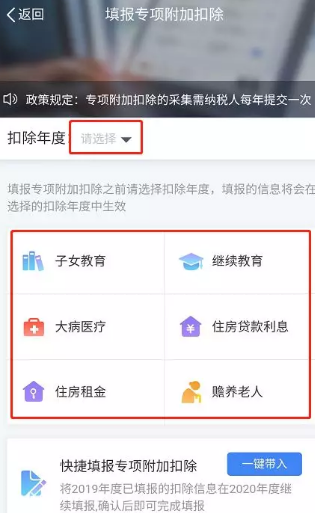 返回
填报专项附加扣除
政策规定：专项附加扣除的采集需纳税人每年提交一次
扣除年度：
请选择
填报专项附加扣除之前请选择扣除年度，填报的信息将会在
选择的扣除年度中生效
子女教育
继续教育
大病医疗
住房贷款利息
住房租金
赡养老人
快捷填报专项附加扣除
一键带入
将2019年度已填报的扣除信息在2020年度继
续填报,确认后即可完成填报